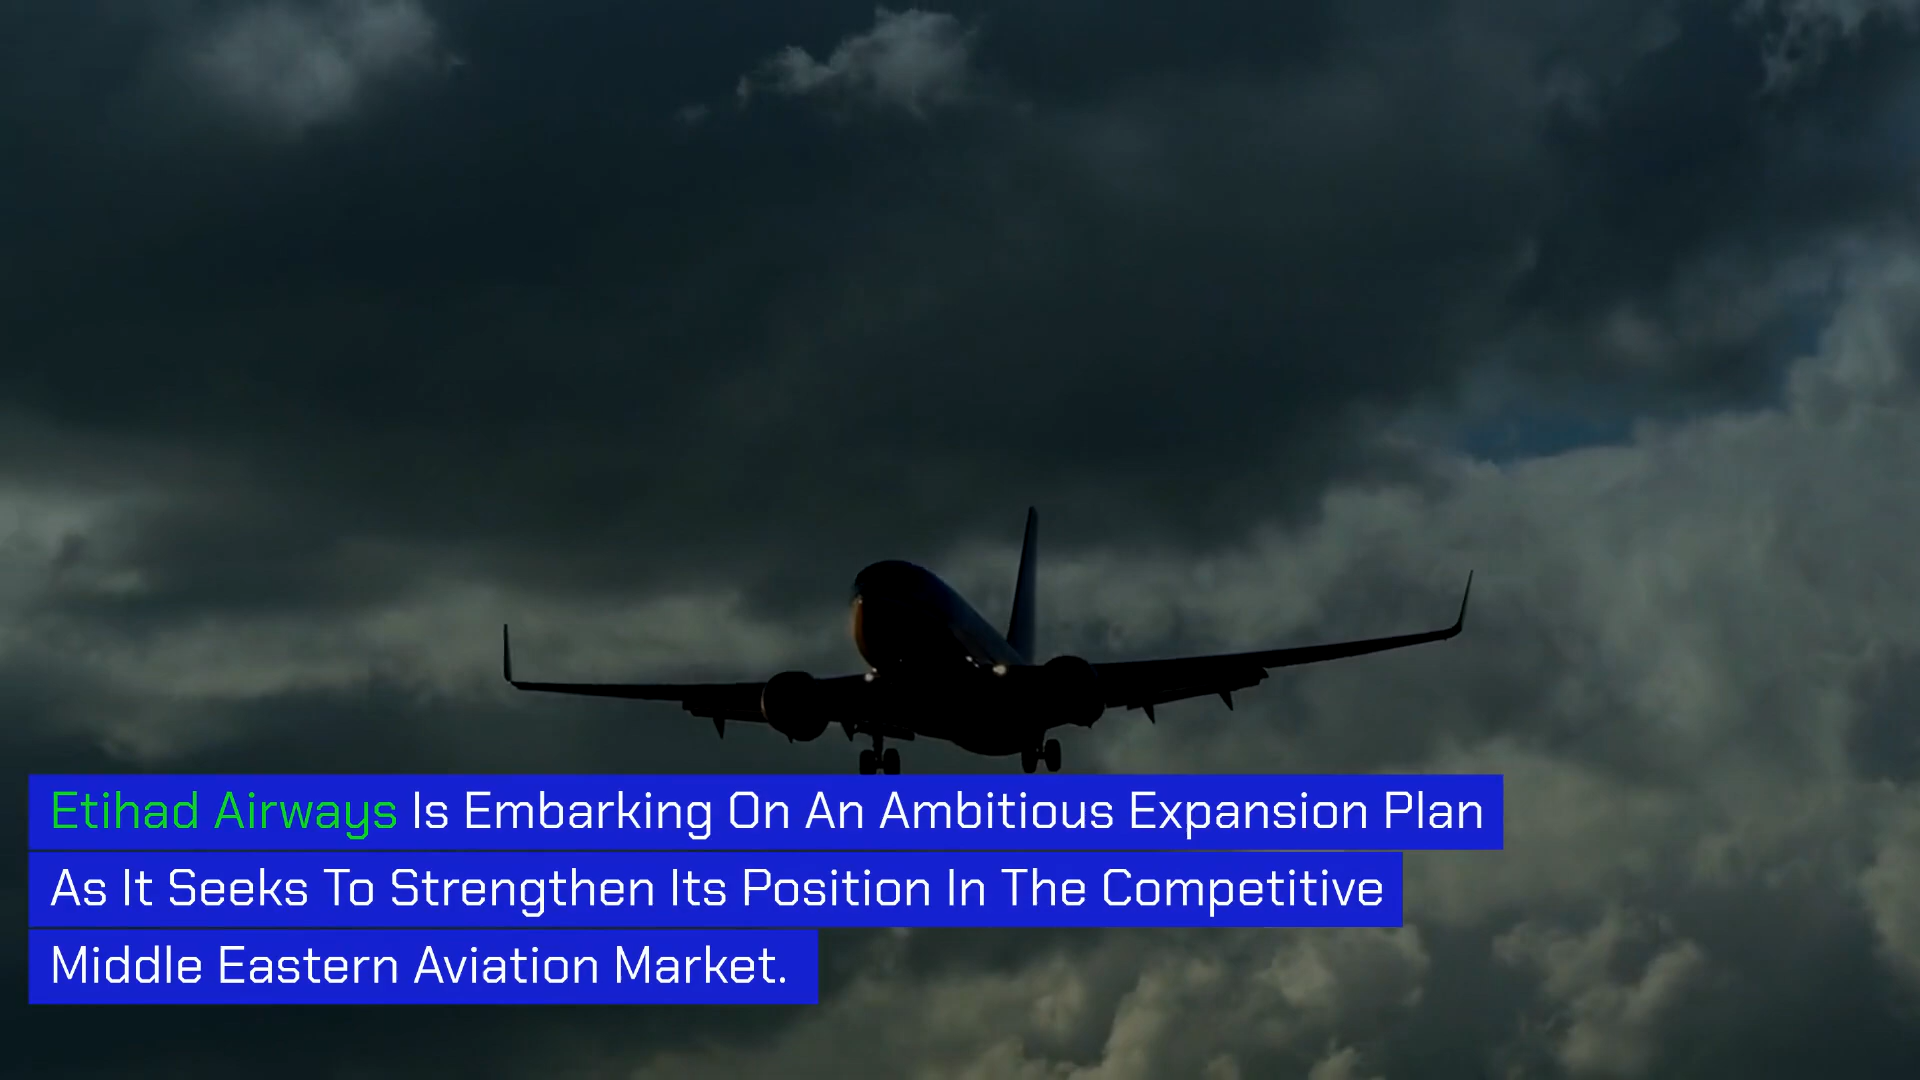 Etihad Airways Is Embarking On An Ambitious Expansion Plan
As It Seeks To Strengthen Its Position In The Competitive
Middle Eastern Aviation Market.